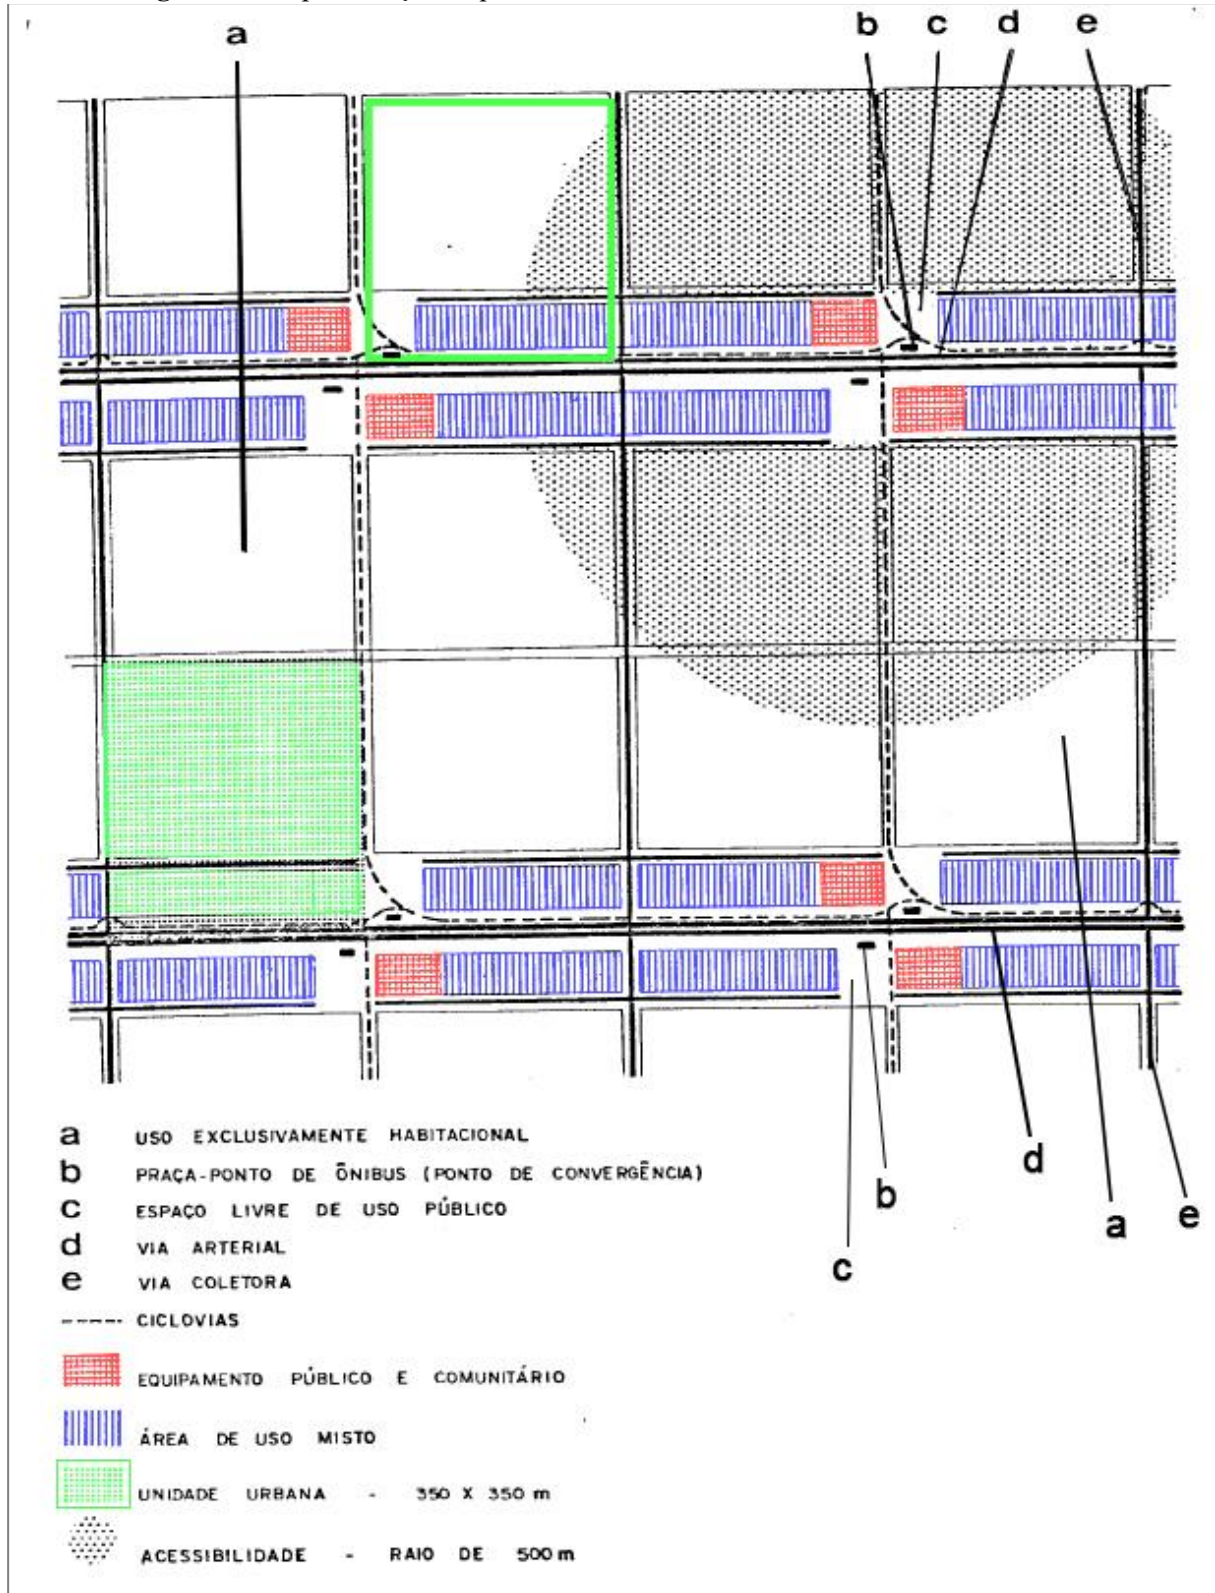 a
b c d e
d
b
a
e
c
a USO EXCLUSIVAMENTE HABITACIONAL
b PRAÇA-PONTO DE ÔNIBUS (PONTO DE CONVERGÊNCIA)
c ESPAÇO LIVRE DE USO PÚBLICO
d VIA ARTERIAL
e VIA COLETORA
CICLOVIAS
EQUIPAMENTO PÚBLICO E COMUNITÁRIO
ÁREA DE USO MISTO
UNIDADE URBANA - 350 X 350 m
ACESSIBILIDADE - RAIO DE 500 m